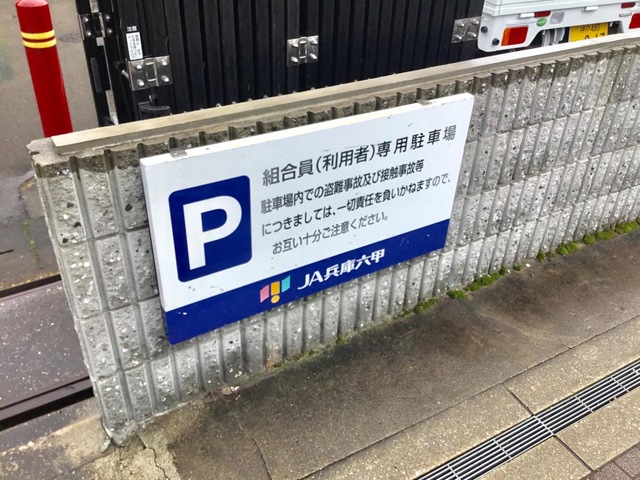 注意
組合員(利用者)専用駐車場
P
駐車場内での盗難事故及び接触事故等
につきましては、一切責任を負いかねますので、
お互い十分ご注意ください。
JA兵庫六甲